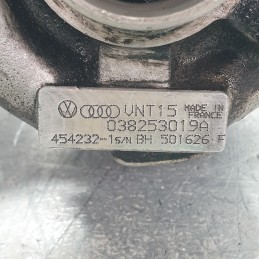 VNT15 MADE IN FRANCE
038253019A
454232-1 S/N BH 501626 F